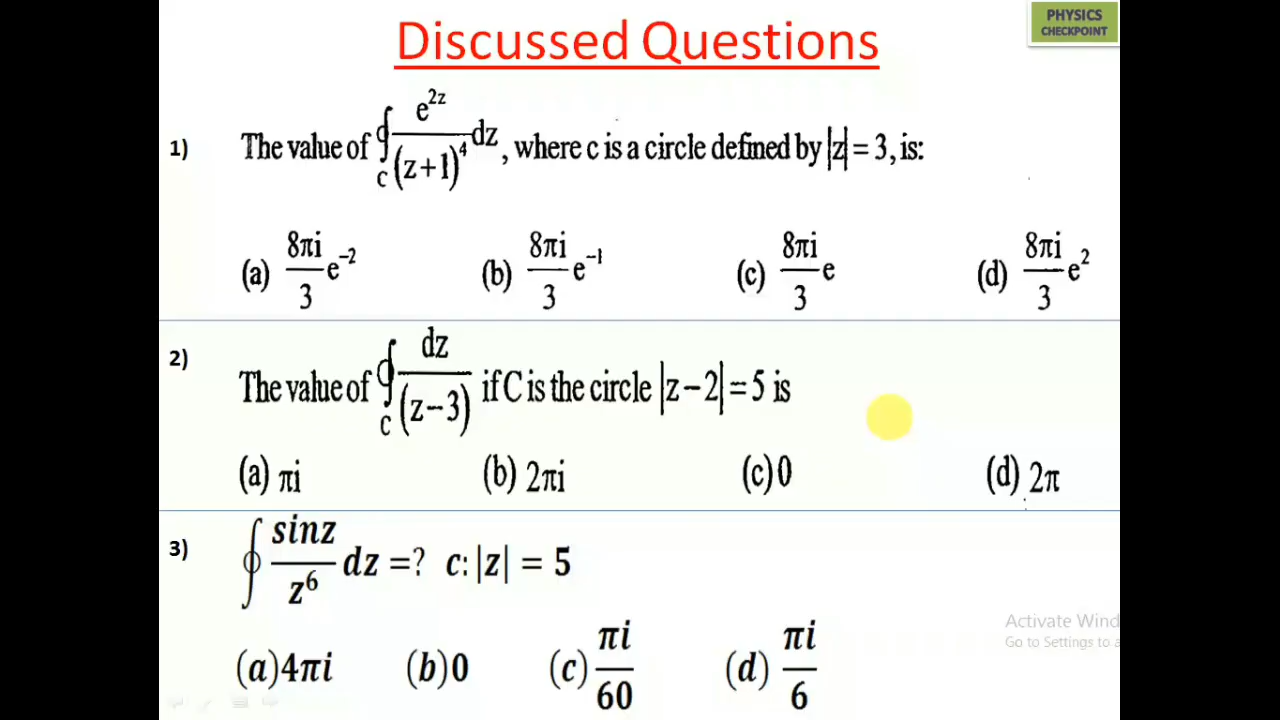 PHYSICS
CHECKPOINT
Discussed Questions
1) The value of ∮_C e^{2z}/(z+1)^4 dz, where c is a circle defined by |z| = 3, is:
(a) 8πi/3 e^{-2} (b) 8πi/3 e^{-1} (c) 8πi/3 e (d) 8πi/3 e^2
2) The value of ∮_C dz/(z−3) if C is the circle |z−2| = 5 is
(a) πi (b) 2πi (c) 0 (d) 2π
3) ∮ sinz/z^6 dz =? c: |z| = 5
(a)4πi (b)0 (c) πi/60 (d) πi/6
Activate Wind
Go to Settings to a